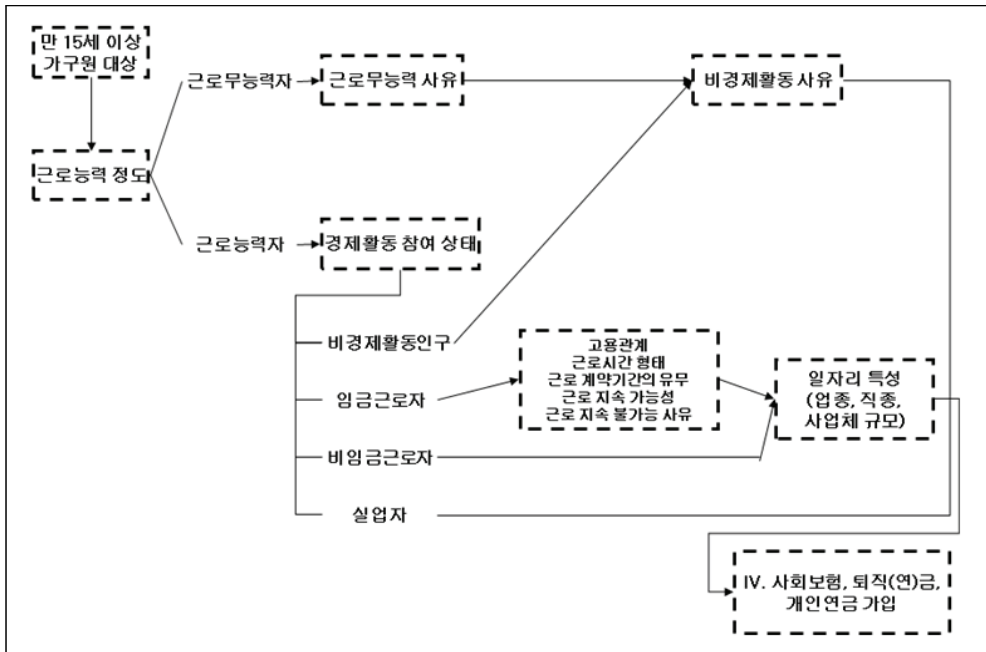 만 15세 이상
가구원 대상
근로무능력자
근로무능력 사유
비경제활동 사유
근로능력 정도
근로능력자
경제활동 참여 상태
비경제활동인구
고용관계
근로시간 형태
근로 계약기간의 유무
근로 지속 가능성
근로 지속 불가능 사유
임금근로자
일자리 특성
(업종, 직종,
사업체 규모)
비임금근로자
실업자
IV. 사회보험, 퇴직(연)금,
개인연금 가입